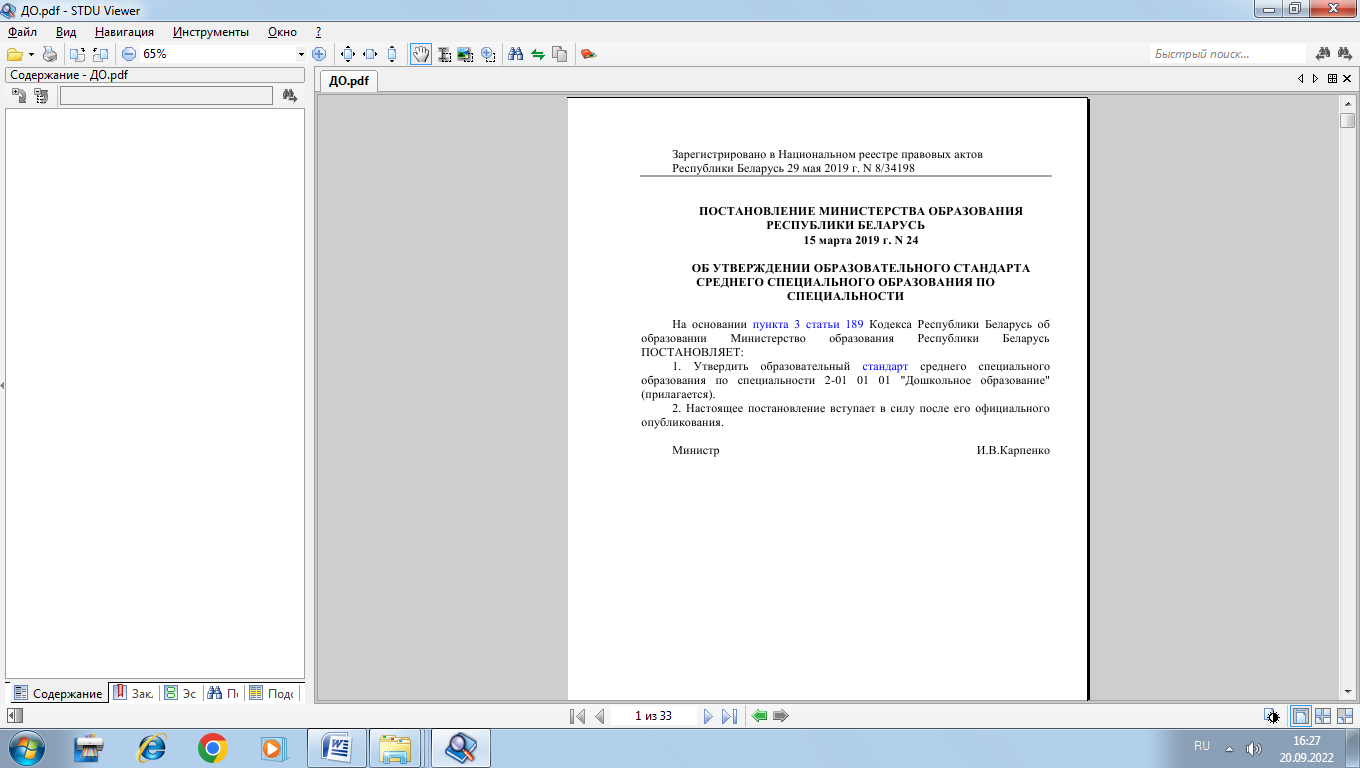 ДО.pdf - STDU Viewer
Файл Вид Навигация Инструменты Окно ?
65%
Быстрый поиск...
Содержание - ДО.pdf
ДО.pdf
Зарегистрировано в Национальном реестре правовых актов
Республики Беларусь 29 мая 2019 г. N 8/34198
ПОСТАНОВЛЕНИЕ МИНИСТЕРСТВА ОБРАЗОВАНИЯ
РЕСПУБЛИКИ БЕЛАРУСЬ
15 марта 2019 г. N 24
ОБ УТВЕРЖДЕНИИ ОБРАЗОВАТЕЛЬНОГО СТАНДАРТА
СРЕДНЕГО СПЕЦИАЛЬНОГО ОБРАЗОВАНИЯ ПО
СПЕЦИАЛЬНОСТИ
На основании пункта 3 статьи 189 Кодекса Республики Беларусь об
образовании Министерство образования Республики Беларусь
ПОСТАНОВЛЯЕТ:
1. Утвердить образовательный стандарт среднего специального
образования по специальности 2-01 01 01 "Дошкольное образование"
(прилагается).
2. Настоящее постановление вступает в силу после его официального
опубликования.
Министр И.В.Карпенко
Содержание Зак. Эс По Подс
1 из 33
RU 16:27
20.09.2022